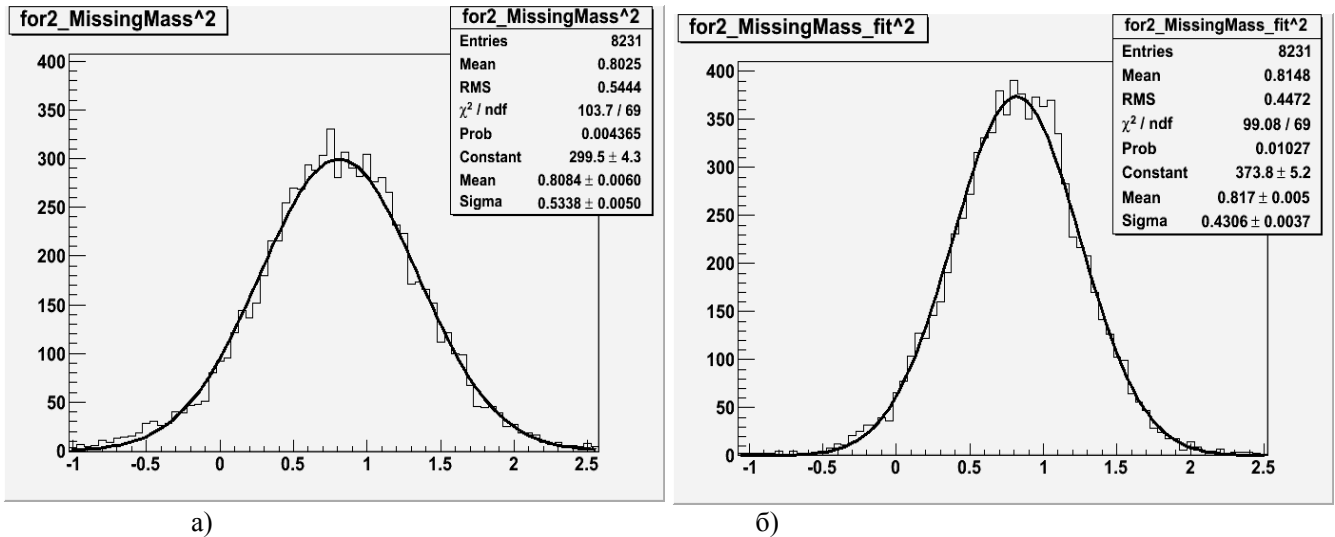 for2_MissingMass^2
for2_MissingMass^2
Entries 8231
Mean 0.8025
RMS 0.5444
χ² / ndf 103.7 / 69
Prob 0.004365
Constant 299.5 ± 4.3
Mean 0.8084 ± 0.0060
Sigma 0.5338 ± 0.0050
400
350
300
250
200
150
100
50
0
-1 -0.5 0 0.5 1 1.5 2 2.5
а)
for2_MissingMass_fit^2
for2_MissingMass_fit^2
Entries 8231
Mean 0.8148
RMS 0.4472
χ² / ndf 99.08 / 69
Prob 0.01027
Constant 373.8 ± 5.2
Mean 0.817 ± 0.005
Sigma 0.4306 ± 0.0037
400
350
300
250
200
150
100
50
0
-1 -0.5 0 0.5 1 1.5 2 2.5
б)